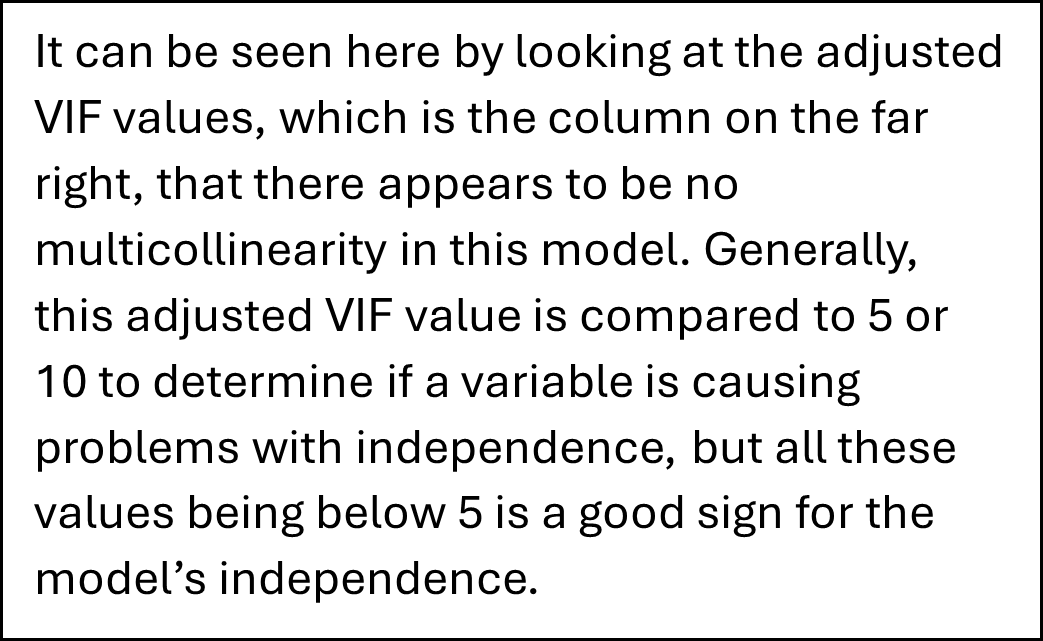 It can be seen here by looking at the adjusted
VIF values, which is the column on the far
right, that there appears to be no
multicollinearity in this model. Generally,
this adjusted VIF value is compared to 5 or
10 to determine if a variable is causing
problems with independence, but all these
values being below 5 is a good sign for the
model’s independence.